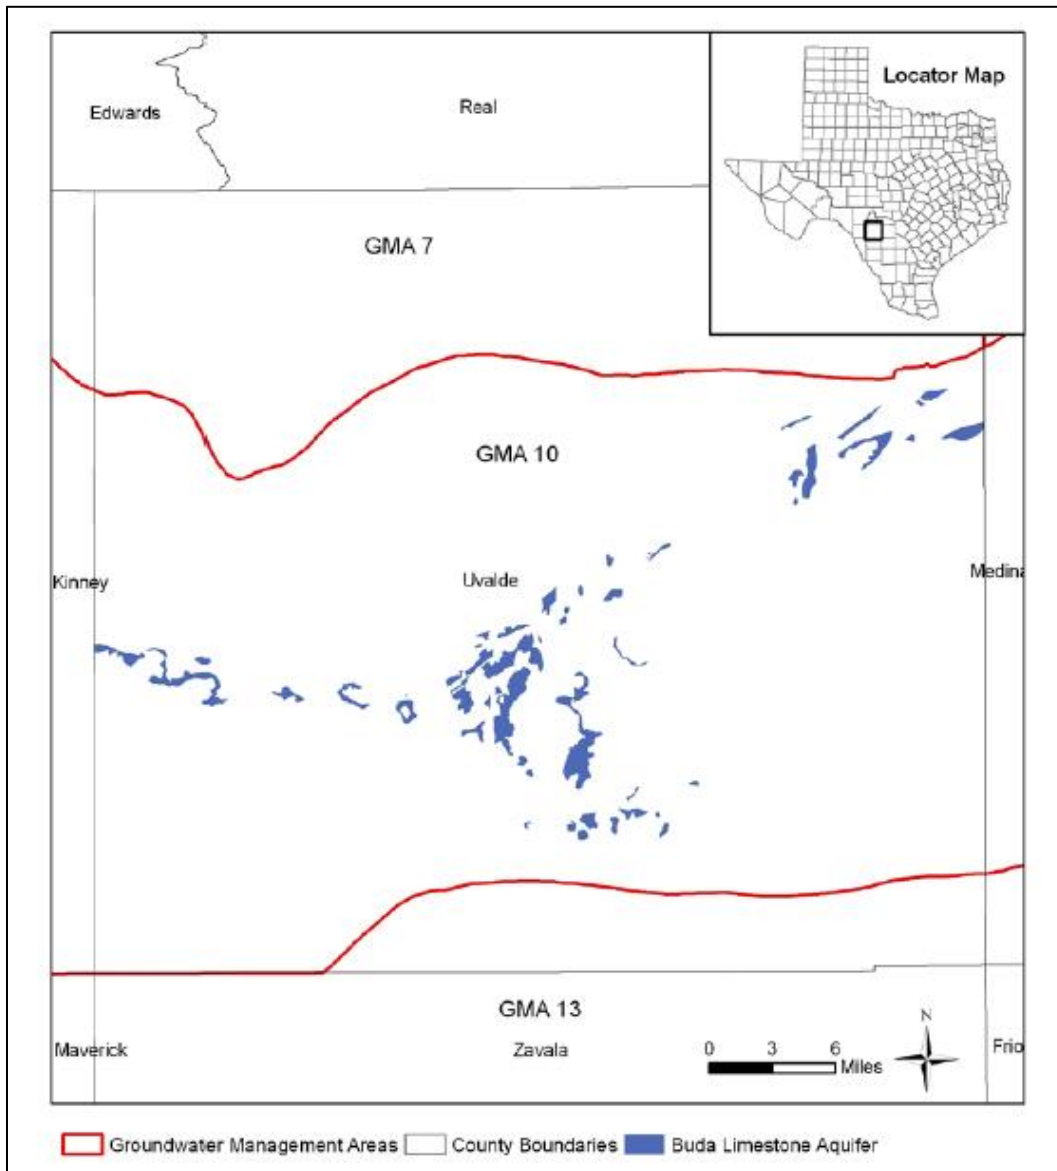 Locator Map
Edwards
Real
GMA 7
GMA 10
Kinney
Uvalde
Medina
GMA 13
N
0 3 6
Miles
Maverick
Zavala
Frio
Groundwater Management Areas County Boundaries Buda Limestone Aquifer